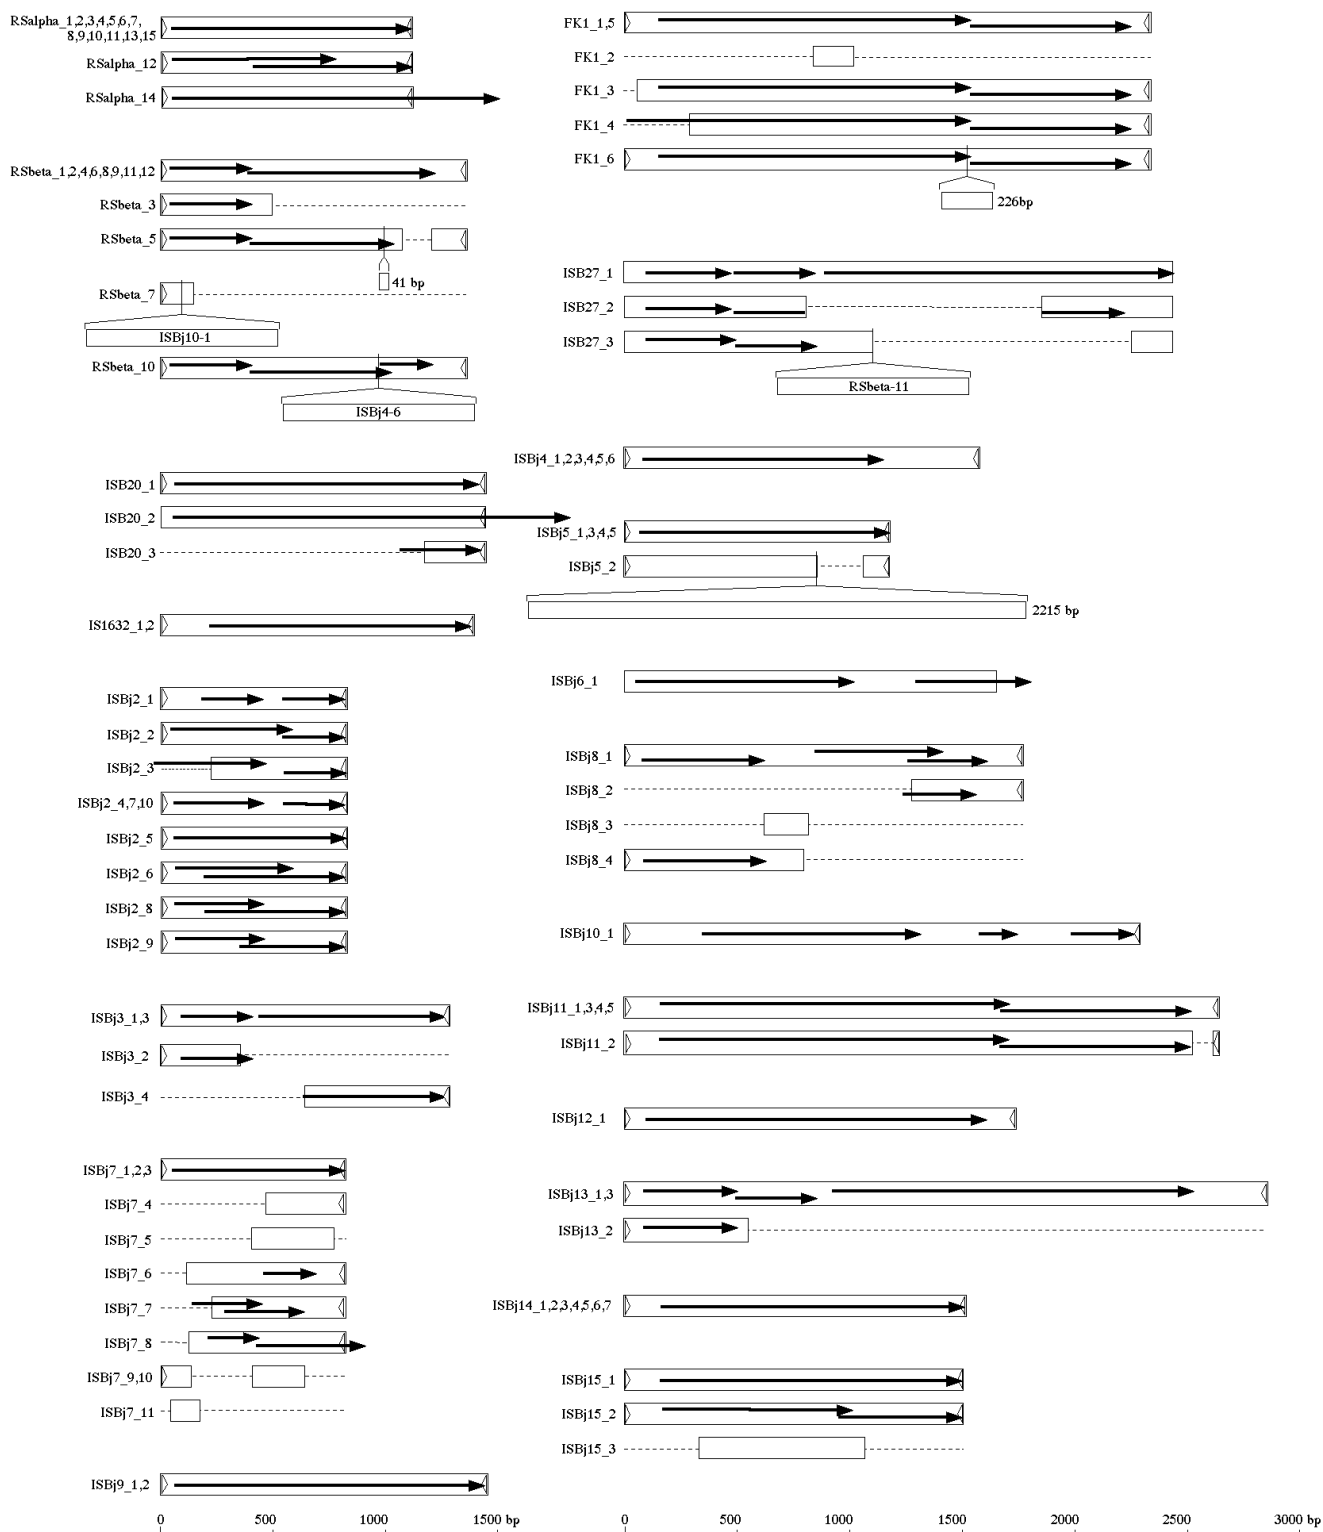 RSalpha_1,2,3,4,5,6,7,
8,9,10,11,13,15
RSalpha_12
RSalpha_14
RSbeta_1,2,4,6,8,9,11,12
RSbeta_3
RSbeta_5
41 bp
RSbeta_7
ISBj10-1
RSbeta_10
ISBj4-6
ISB20_1
ISB20_2
ISB20_3
IS1632_1,2
ISBj2_1
ISBj2_2
ISBj2_3
ISBj2_4,7,10
ISBj2_5
ISBj2_6
ISBj2_8
ISBj2_9
ISBj3_1,3
ISBj3_2
ISBj3_4
ISBj7_1,2,3
ISBj7_4
ISBj7_5
ISBj7_6
ISBj7_7
ISBj7_8
ISBj7_9,10
ISBj7_11
ISBj9_1,2
0 500 1000 1500 bp
FK1_1,5
FK1_2
FK1_3
FK1_4
FK1_6
226bp
ISB27_1
ISB27_2
ISB27_3
RSbeta-11
ISBj4_1,2,3,4,5,6
ISBj5_1,3,4,5
ISBj5_2
2215 bp
ISBj6_1
ISBj8_1
ISBj8_2
ISBj8_3
ISBj8_4
ISBj10_1
ISBj11_1,3,4,5
ISBj11_2
ISBj12_1
ISBj13_1,3
ISBj13_2
ISBj14_1,2,3,4,5,6,7
ISBj15_1
ISBj15_2
ISBj15_3
0 500 1000 1500 2000 2500 3000 bp